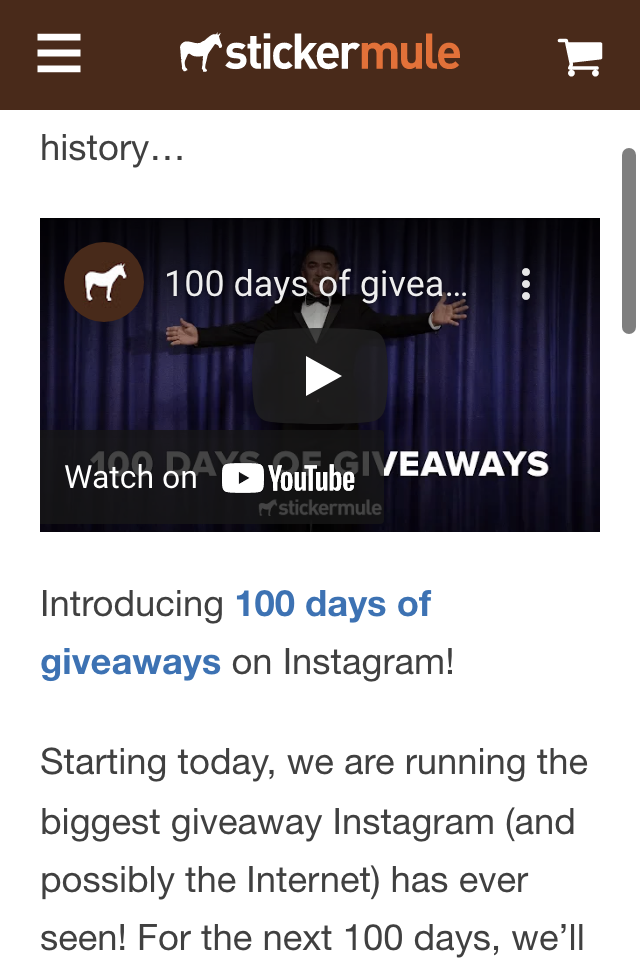 stickermule
history…
100 days of givea...
100 DAYS OF GIVEAWAYS
Watch on YouTube
stickermule
Introducing 100 days of
giveaways on Instagram!
Starting today, we are running the
biggest giveaway Instagram (and
possibly the Internet) has ever
seen! For the next 100 days, we’ll